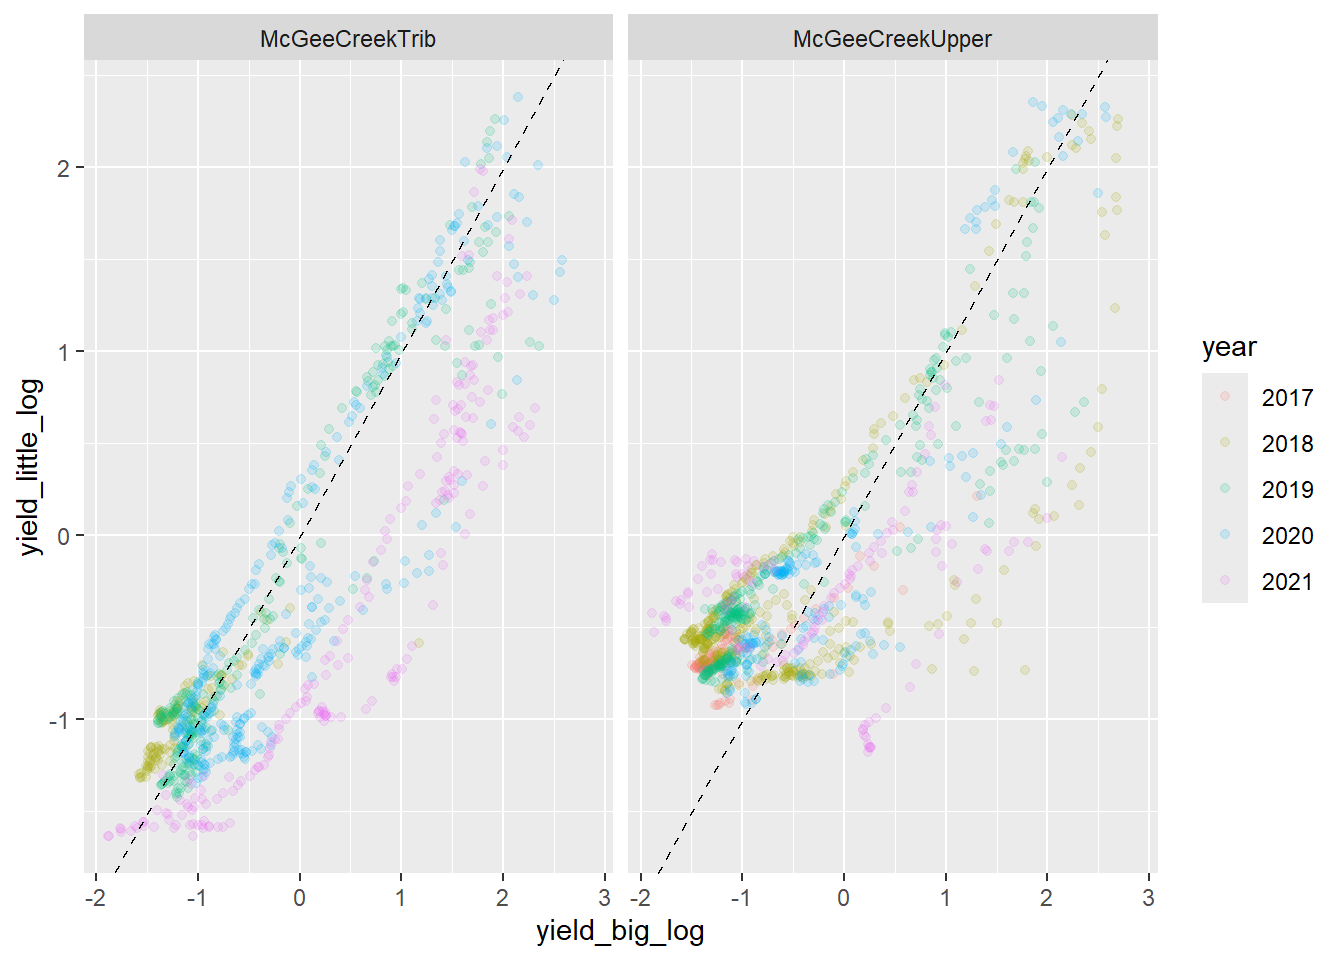 McGeeCreekTrib McGeeCreekUpper
yield_little_log
2
1
0
-1
-2 -1 0 1 2 3 -2 -1 0 1 2 3
yield_big_log
year
2017
2018
2019
2020
2021